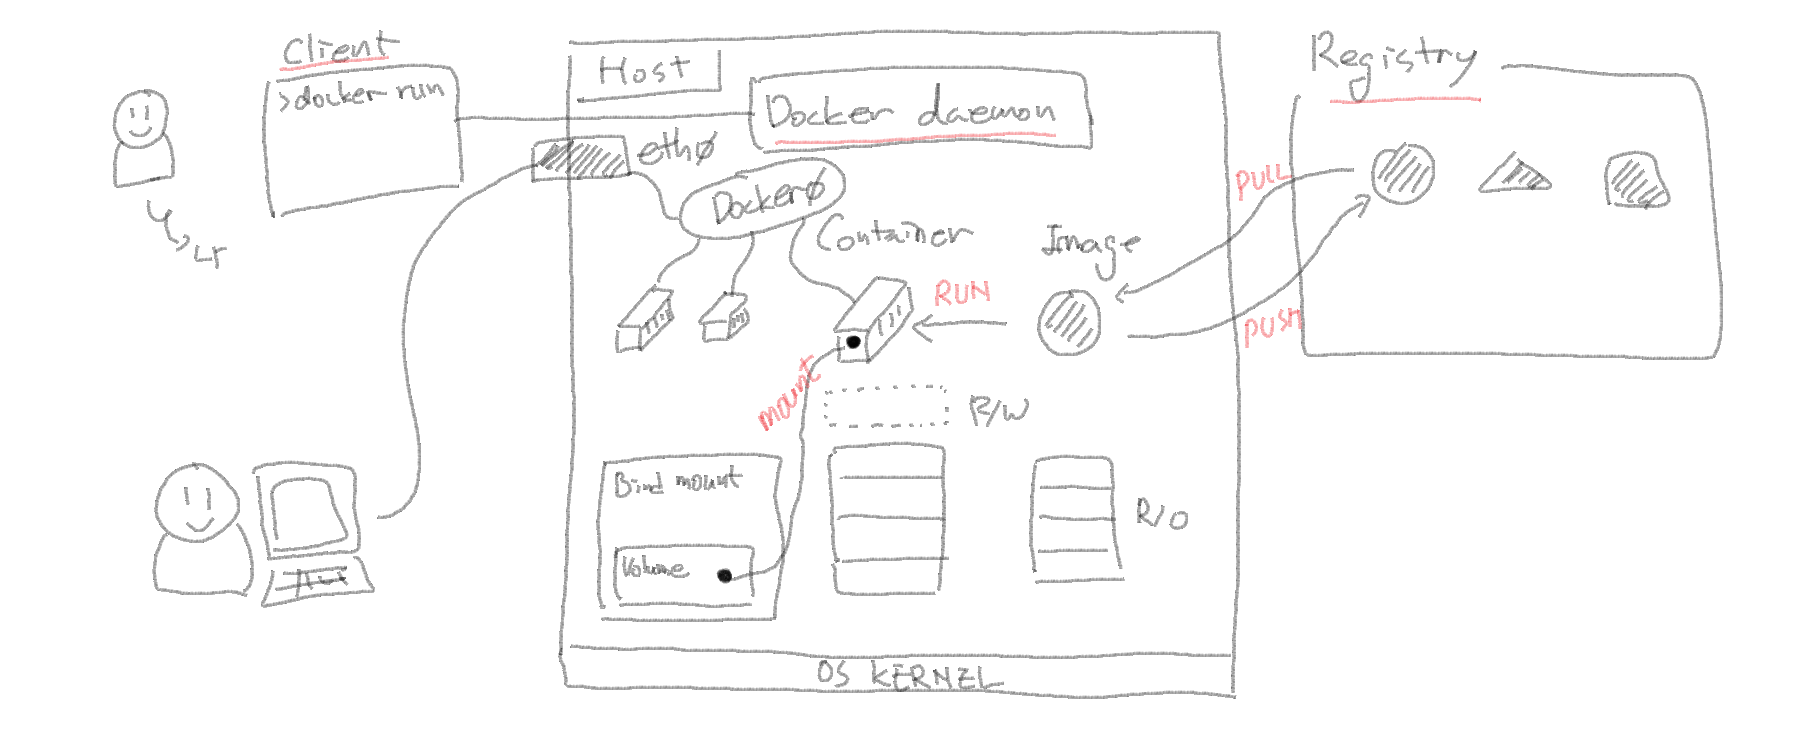 Client
>docker run
Host
Docker daemon
Registry
eth0
Docker0
Container
Image
PULL
PUSH
RUN
mount
R/W
Bind mount
Volume
R/O
OS KERNEL